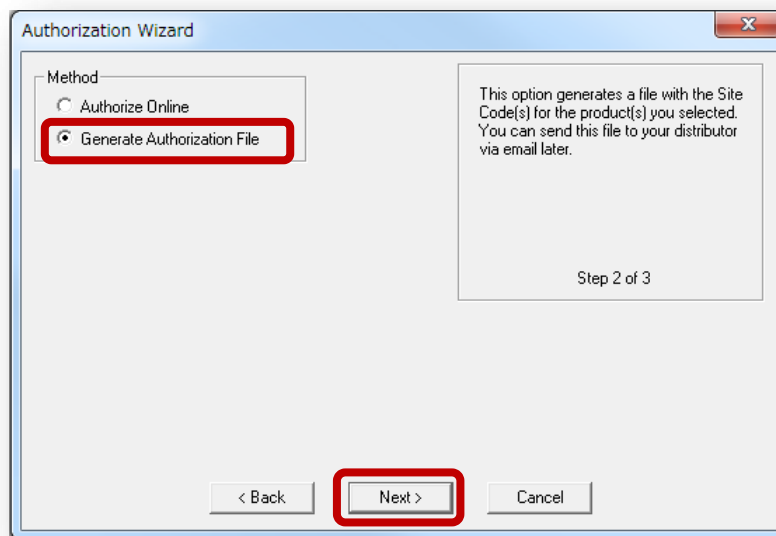 Authorization Wizard
Method
Authorize Online
Generate Authorization File
This option generates a file with the Site
Code(s) for the product(s) you selected.
You can send this file to your distributor
via email later.
Step 2 of 3
< Back
Next >
Cancel